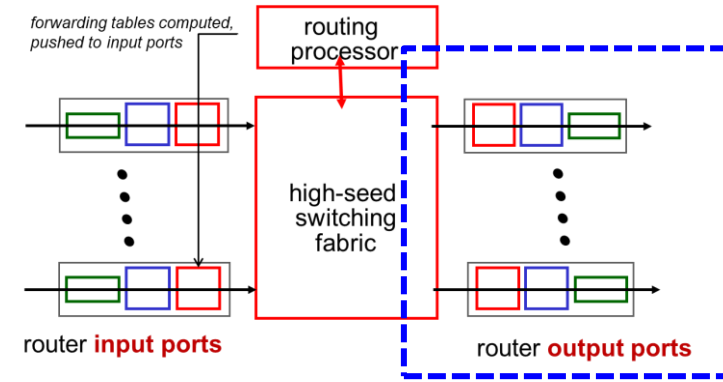 forwarding tables computed,
pushed to input ports
routing
processor
high-seed
switching
fabric
router input ports
router output ports